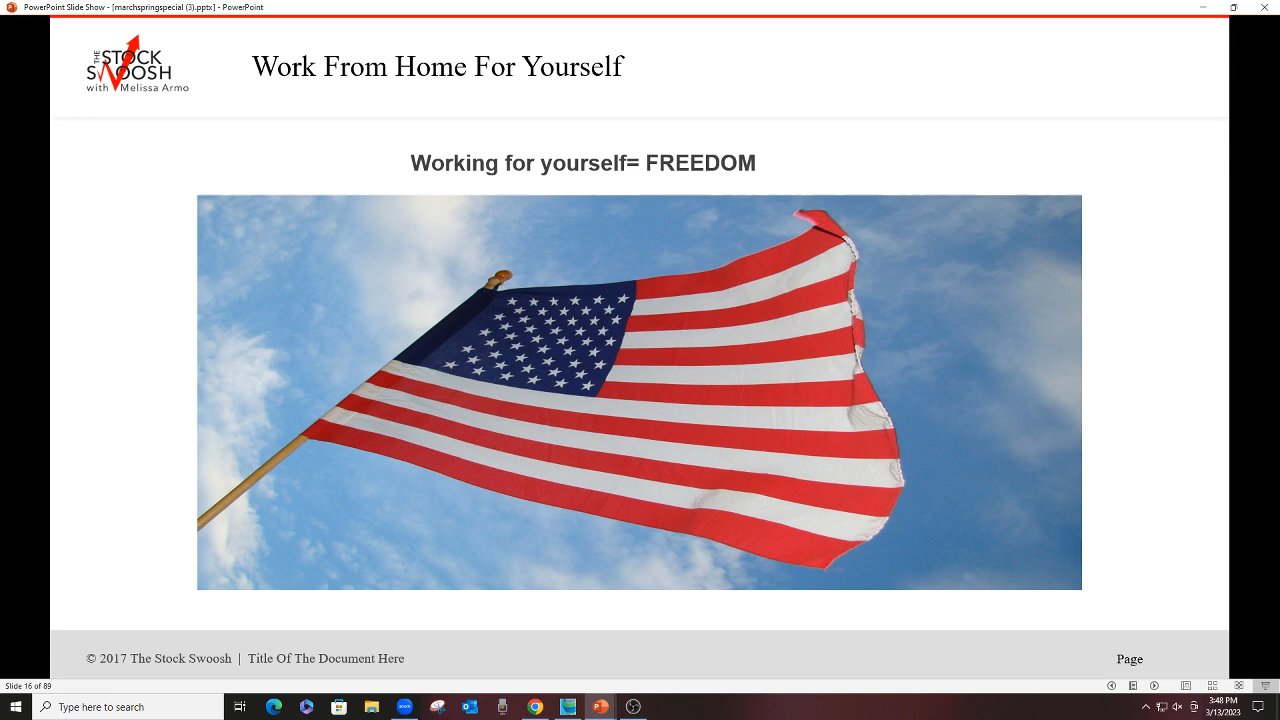 PowerPoint Slide Show - [marchspringspecial (3).pptx] - PowerPoint
THE
STOCK
SWOOSH
with Melissa Armo
Work From Home For Yourself
Working for yourself= FREEDOM
© 2017 The Stock Swoosh | Title Of The Document Here
Page
Slide 16 of 89
Type here to search
zoom
3:48 PM
3/13/2023